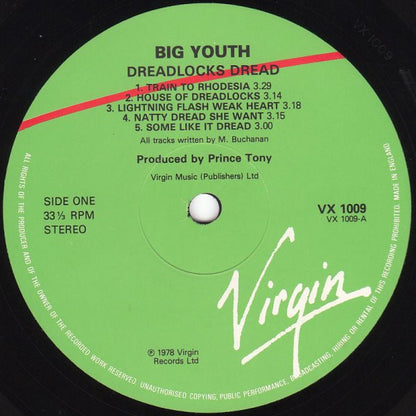 BIG YOUTH
DREADLOCKS DREAD
1. TRAIN TO RHODESIA 3.29
2. HOUSE OF DREADLOCKS 3.14
3. LIGHTNING FLASH WEAK HEART 3.18
4. NATTY DREAD SHE WANT 3.15
5. SOME LIKE IT DREAD 3.00
All tracks written by M. Buchanan
Produced by Prince Tony
Virgin Music (Publishers) Ltd
SIDE ONE
33⅓ RPM
STEREO
VX 1009
VX 1009-A
Virgin
℗ 1978 Virgin
Records Ltd
ALL RIGHTS OF THE PRODUCER AND OF THE OWNER OF THE RECORDED WORK RESERVED. UNAUTHORISED COPYING, PUBLIC PERFORMANCE, BROADCASTING, HIRING OR RENTAL OF THIS RECORDING PROHIBITED. MADE IN ENGLAND
VX 1009